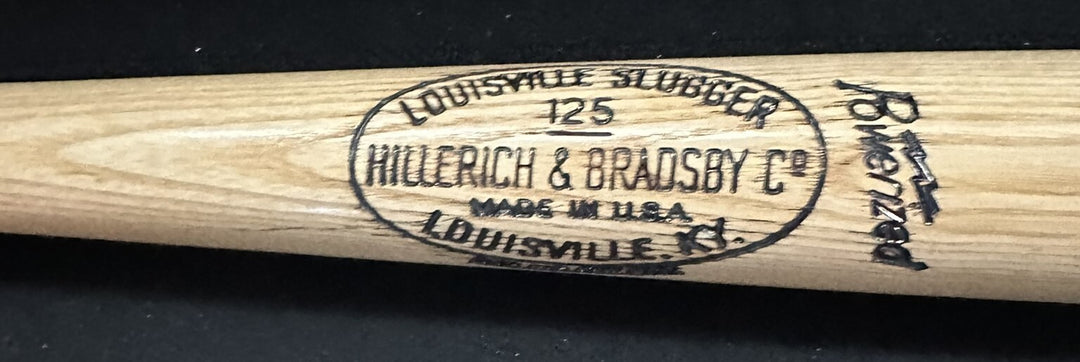 LOUISVILLE SLUGGER
125
HILLERICH & BRADSBY Cº
MADE IN U.S.A.
LOUISVILLE. KY.
Powerized